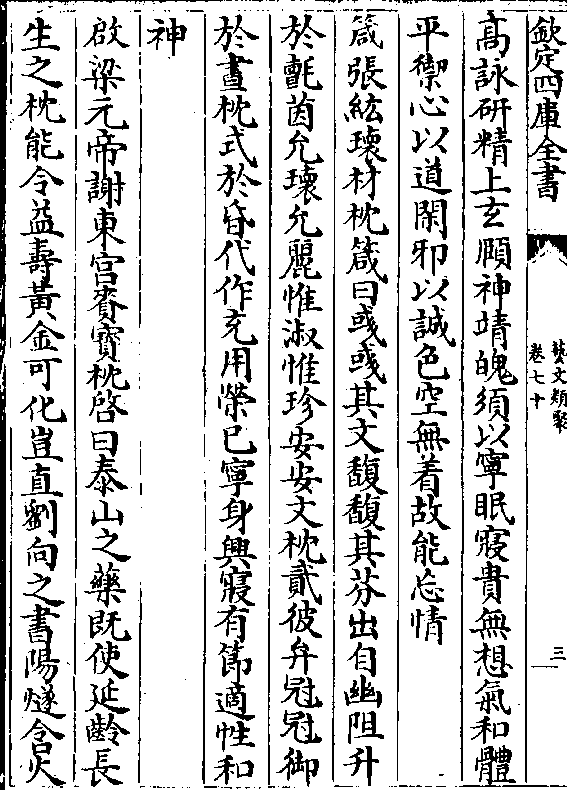 欽定四庫全書
藝文類聚
卷七十
三
高詠研精上玄頥神靖魄須以寧眠寢貴無想氣和體
平禦心以道閑邪以誠色空無着故能忘情
箴張紘瓌材枕箴曰彧彧其文馥馥其芬出自幽阻升
於氈茵允瓌允麗惟淑惟珍安安文枕貳彼弁冠冠御
於晝枕式於昏代作充用榮已寧身興寢有節適性和
神
啟梁元帝謝東宮賚寶枕啓曰泰山之藥既使延齡長
生之枕能令益壽黃金可化豈直劉向之書陽燧含火